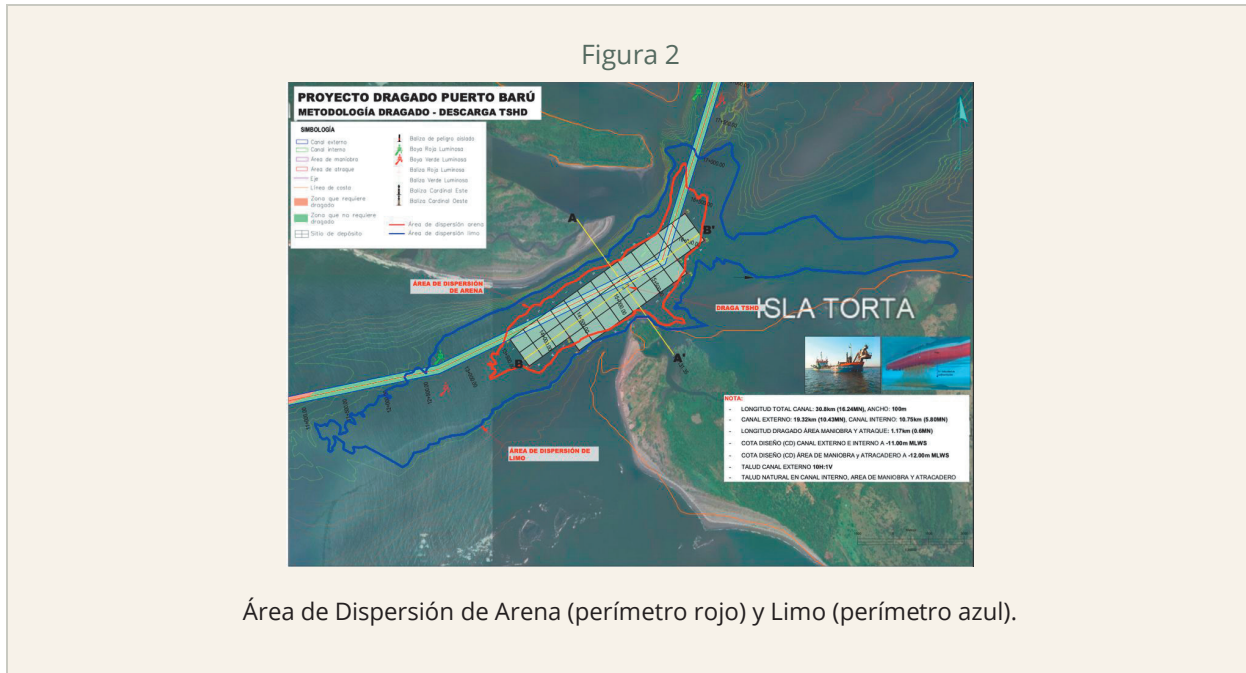 Figura 2
PROYECTO DRAGADO PUERTO BARÚ
METODOLOGÍA DRAGADO - DESCARGA TSHD
SIMBOLOGÍA
Canal externo
Canal interno
Área de maniobra
Área de atraque
Eje
Línea de costa
Zona que requiere
dragado
Zona que no requiere
dragado
Sitio de depósito
Baliza de peligro aislado
Boya Roja Luminosa
Boya Verde Luminosa
Baliza Roja Luminosa
Baliza Verde Luminosa
Baliza Cardinal Este
Baliza Cardinal Oeste
Área de dispersión arena
Área de dispersión limo
A
B'
ÁREA DE DISPERSIÓN
DE ARENA
DRAGA TSHD
ISLA TORTA
B
A'
ÁREA DE DISPERSIÓN DE
LIMO
NOTA:
- LONGITUD TOTAL CANAL: 30.8km (16.24MN), ANCHO: 100m
- CANAL EXTERNO: 19.32km (10.43MN), CANAL INTERNO: 10.75km (5.80MN)
- LONGITUD DRAGADO ÁREA MANIOBRA Y ATRAQUE: 1.17km (0.6MN)
- COTA DISEÑO (CD) CANAL EXTERNO E INTERNO A -11.00m MLWS
- COTA DISEÑO (CD) ÁREA DE MANIOBRA y ATRACADERO A -12.00m MLWS
- TALUD CANAL EXTERNO 10H:1V
- TALUD NATURAL EN CANAL INTERNO, AREA DE MANIOBRA Y ATRACADERO
Área de Dispersión de Arena (perímetro rojo) y Limo (perímetro azul).